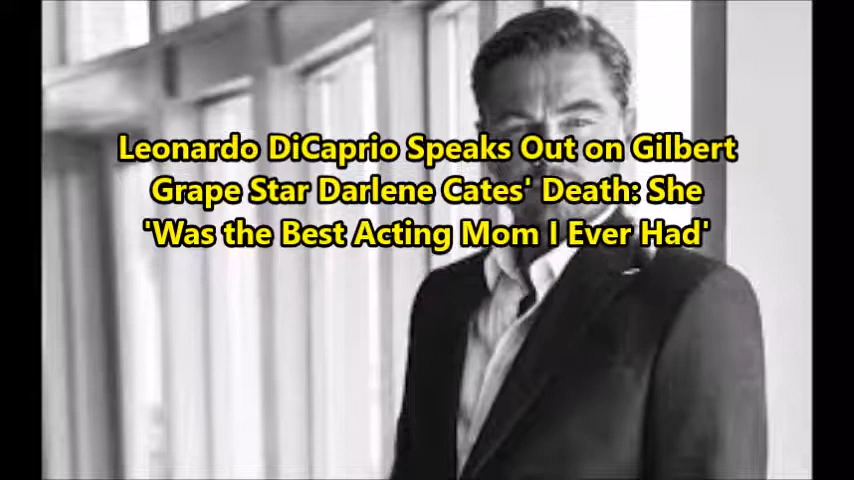 Leonardo DiCaprio Speaks Out on Gilbert
Grape Star Darlene Cates' Death: She
'Was the Best Acting Mom I Ever Had'